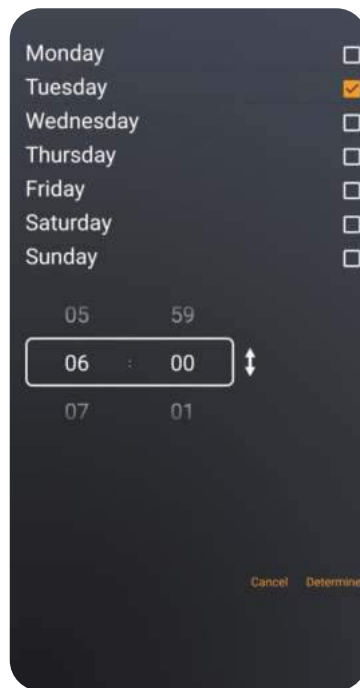 Monday
Tuesday
Wednesday
Thursday
Friday
Saturday
Sunday
05 59
06 : 00
07 01
Cancel Determine